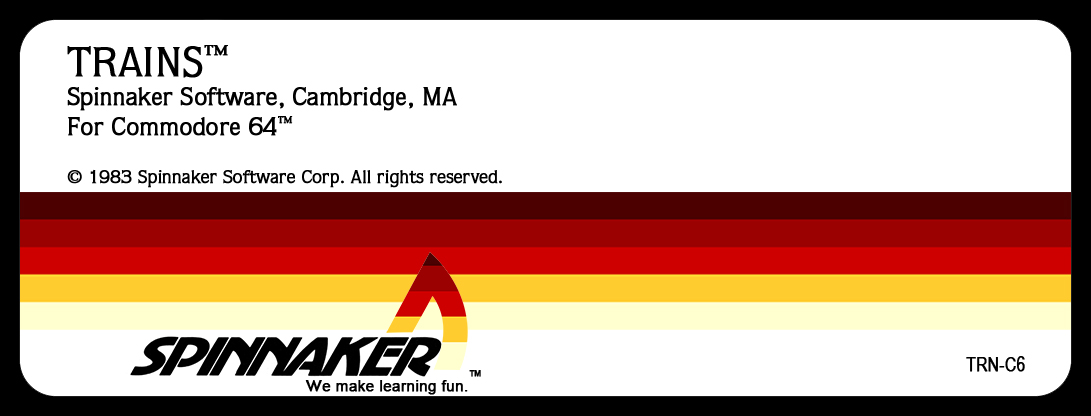 TRAINS™
Spinnaker Software, Cambridge, MA
For Commodore 64™
© 1983 Spinnaker Software Corp. All rights reserved.
SPINNAKER™
We make learning fun.
TRN-C6